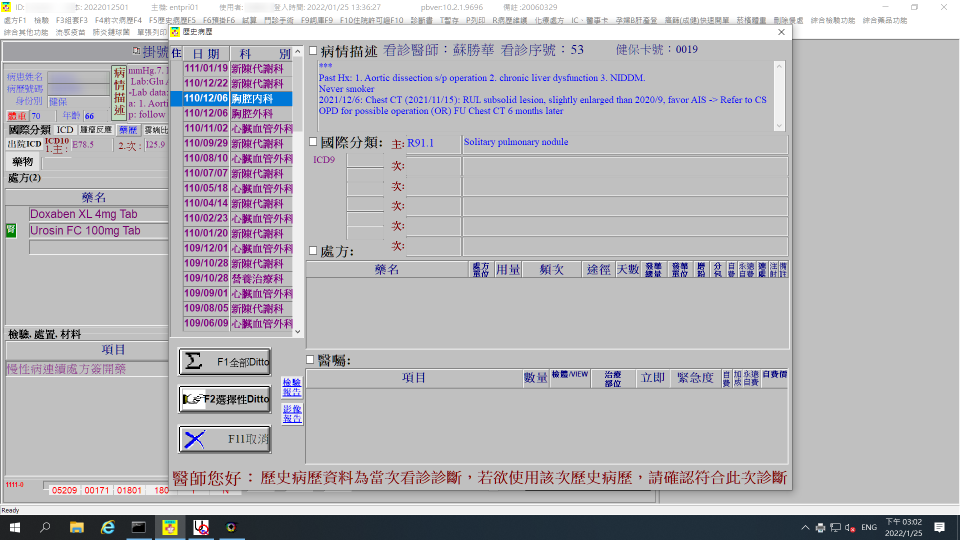 ID:
本: 2022012501
主機: entpri01
使用者:
登入時間: 2022/01/25 13:36:27
pbver:10.2.1.9696
備註:20060329
處方F1 檢驗 F3組套 F4前次病歷F4 F5歷史病歷F5 F6預掛F6 試算 門診手術 F9詞庫F9 F10住院許可證F10 診斷書 T暫存 P列印 R病歷維護 化療處方 IC、醫事卡 孕婦B肝產登 高篩(成健)快速開單 菸檳體重 刪除優處 綜合檢驗功能 綜合藥品功能
綜合其他功能 流感疫苗 肺炎鏈球菌 單張列印
掛號
病患姓名
病歷號碼
身份別 健保
體重 70 年齡 66
病情描述
mmHg.7.1
Lab:Glu
-Lab data:
a: 1. Aorti
p: follow
國際分類 ICD 腫瘤反應 藥歷
出院ICD ICD10 1.主: E78.5 2.次: I25.9
藥物
處方(2)
藥名
Doxaben XL 4mg Tab
腎 Urosin FC 100mg Tab
檢驗, 處置, 材料
項目
慢性病連續處方簽開藥
1111-0
05209 00171 01801 180
N
Ready
歷史病歷
住 日 期 科 別
111/01/19 新陳代謝科
110/12/22 新陳代謝科
110/12/06 胸腔內科
110/12/06 胸腔外科
110/11/02 心臟血管外科
110/09/29 新陳代謝科
110/08/10 心臟血管外科
110/07/07 新陳代謝科
110/05/18 心臟血管外科
110/04/14 新陳代謝科
110/02/23 心臟血管外科
110/01/20 新陳代謝科
109/12/01 心臟血管外科
109/10/28 新陳代謝科
109/10/28 營養治療科
109/09/01 心臟血管外科
109/08/05 新陳代謝科
109/06/09 心臟血管外科
F1全部Ditto
F2選擇性Ditto
F11取消
檢驗報告
影像報告
病情描述 看診醫師：蘇勝華 看診序號：53 健保卡號：0019
***
Past Hx: 1. Aortic dissection s/p operation 2. chronic liver dysfunction 3. NIDDM.
Never smoker
2021/12/6: Chest CT (2021/11/15): RUL subsolid lesion, slightly enlarged than 2020/9, favor AIS -> Refer to CS
OPD for possible operation (OR) FU Chest CT 6 months later
國際分類: 主: R91.1 Solitary pulmonary nodule
ICD9
次:
次:
次:
次:
次:
處方:
藥名 處方單位 用量 頻次 途徑 天數 發藥總量 發藥單位 磨粉 分包 自費 永遠自費 適處 注射 備註
醫囑:
項目 數量 檢體/VIEW 治療部位 立即 緊急度 自費 加成 永遠自費 自費價
醫師您好：歷史病歷資料為當次看診診斷，若欲使用該次歷史病歷，請確認符合此次診斷
ENG
下午 03:02
2022/1/25